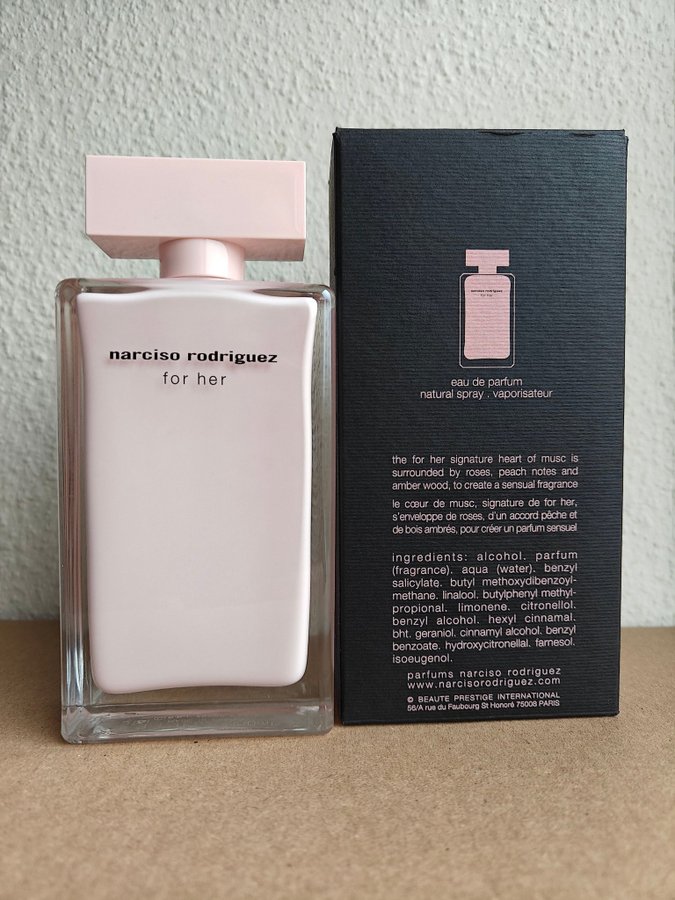 narciso rodriguez
for her
narciso rodriguez
for her
eau de parfum
natural spray . vaporisateur
the for her signature heart of musc is
surrounded by roses, peach notes and
amber wood, to create a sensual fragrance
le cœur de musc, signature de for her,
s'enveloppe de roses, d'un accord pêche et
de bois ambrés, pour créer un parfum sensuel
ingredients: alcohol. parfum
(fragrance). aqua (water). benzyl
salicylate. butyl methoxydibenzoyl-
methane. linalool. butylphenyl methyl-
propional. limonene. citronellol.
benzyl alcohol. hexyl cinnamal.
bht. geraniol. cinnamyl alcohol. benzyl
benzoate. hydroxycitronellal. farnesol.
isoeugenol.
parfums narciso rodriguez
www.narcisorodriguez.com
© BEAUTE PRESTIGE INTERNATIONAL
56/A rue du Faubourg St Honoré 75008 PARIS